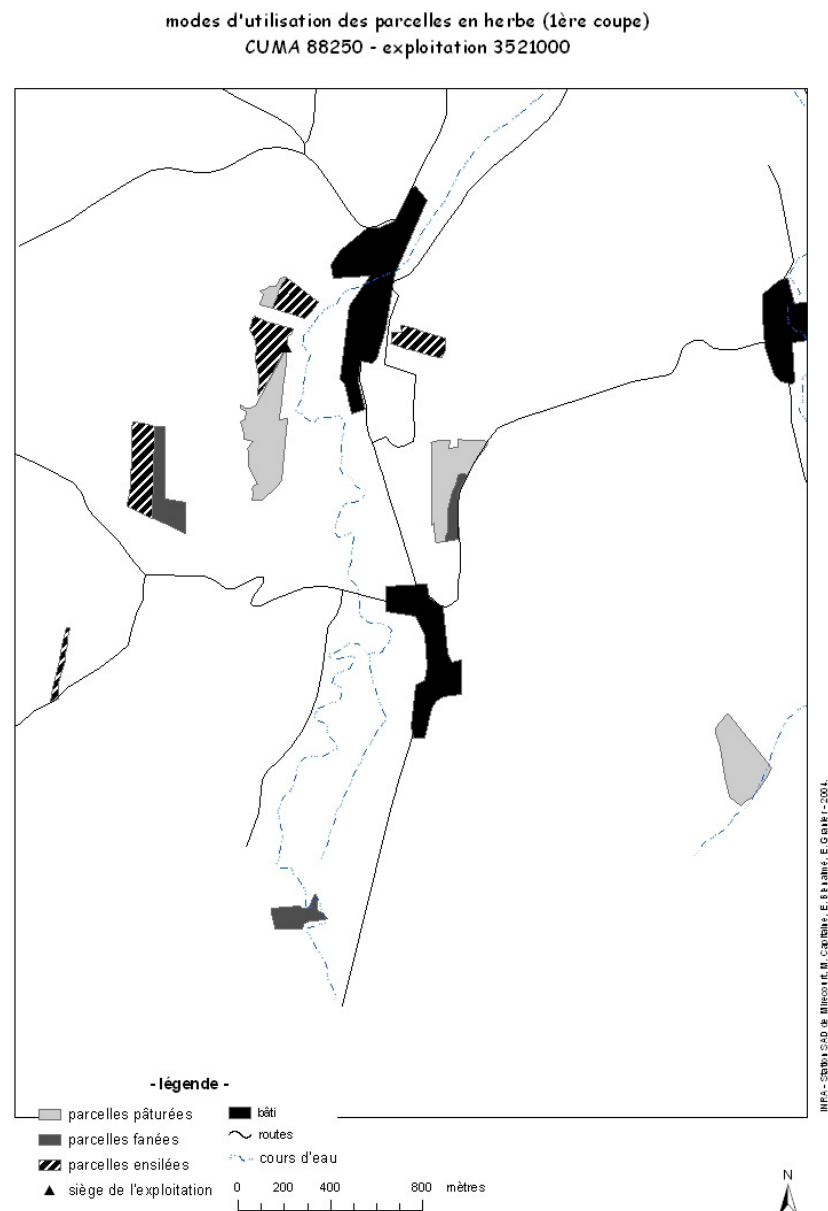 modes d'utilisation des parcelles en herbe (1ère coupe)
CUMA 88250 - exploitation 3521000
INRA - Station SAD de Mirecourt. M. Capitaine. E. Grainier - 2004.
- légende -
parcelles pâturées
parcelles fanées
parcelles ensilées
siège de l'exploitation
bâti
routes
cours d'eau
0 200 400 800 mètres
N